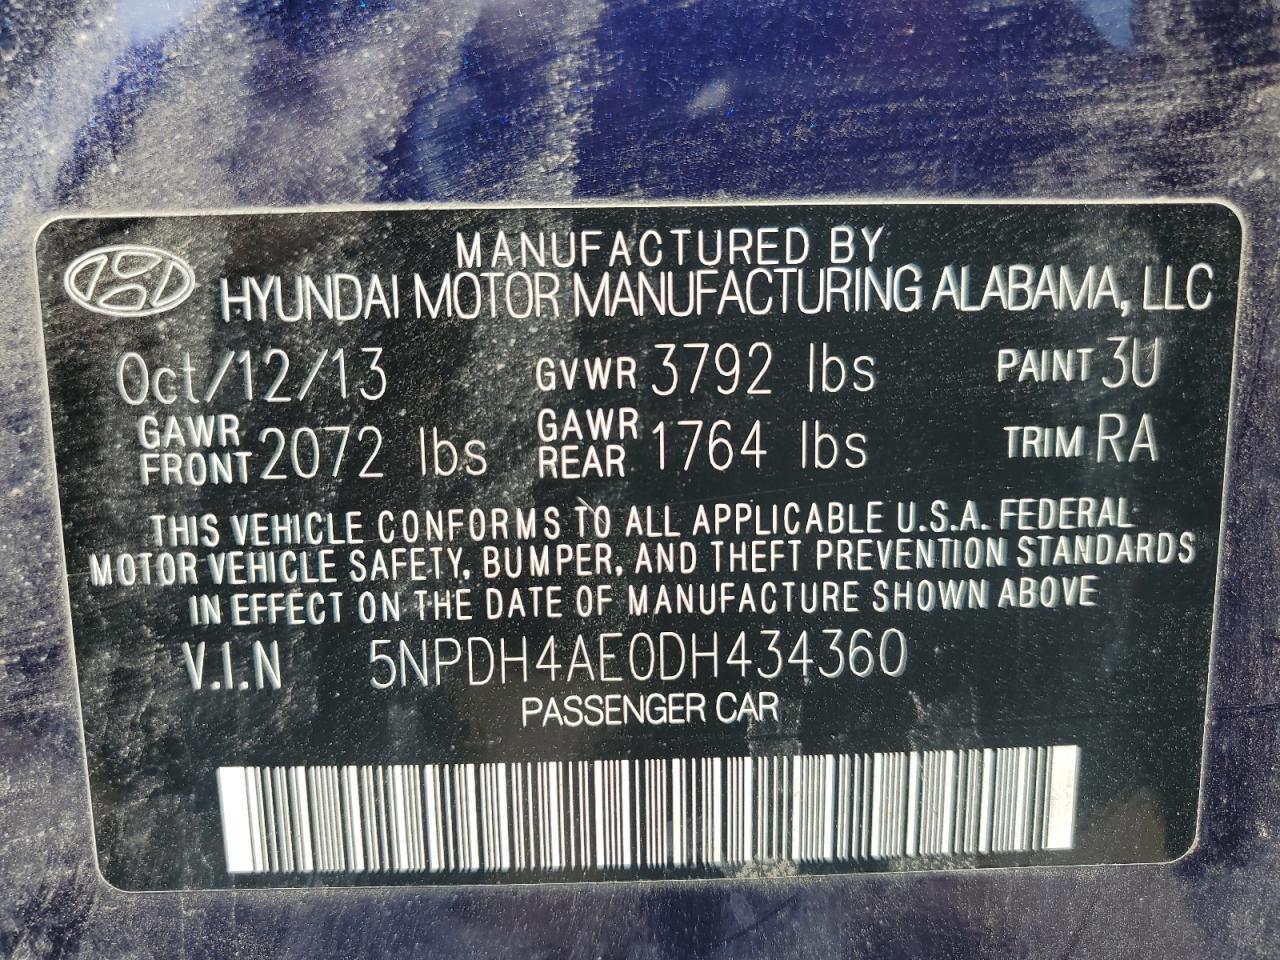 MANUFACTURED BY
HYUNDAI MOTOR MANUFACTURING ALABAMA, LLC
Oct/12/13 GVWR 3792 lbs PAINT 3U
GAWR FRONT 2072 lbs GAWR REAR 1764 lbs TRIM RA
THIS VEHICLE CONFORMS TO ALL APPLICABLE U.S.A. FEDERAL
MOTOR VEHICLE SAFETY, BUMPER, AND THEFT PREVENTION STANDARDS
IN EFFECT ON THE DATE OF MANUFACTURE SHOWN ABOVE
V.I.N 5NPDH4AE0DH434360
PASSENGER CAR